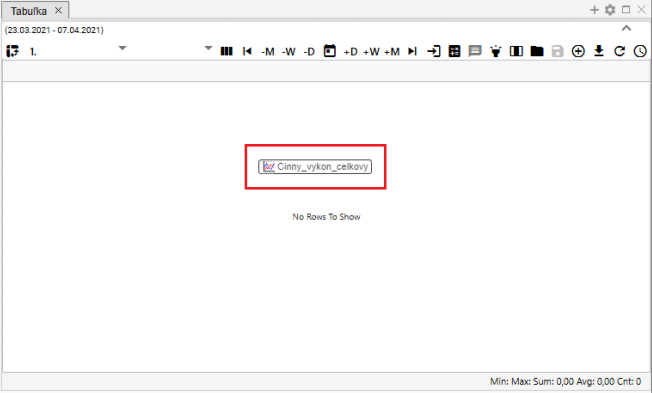 Tabuľka
(23.03.2021 - 07.04.2021)
1. -M -W -D +D +W +M
Cinny_vykon_celkovy
No Rows To Show
Min: Max: Sum: 0,00 Avg: 0,00 Cnt: 0